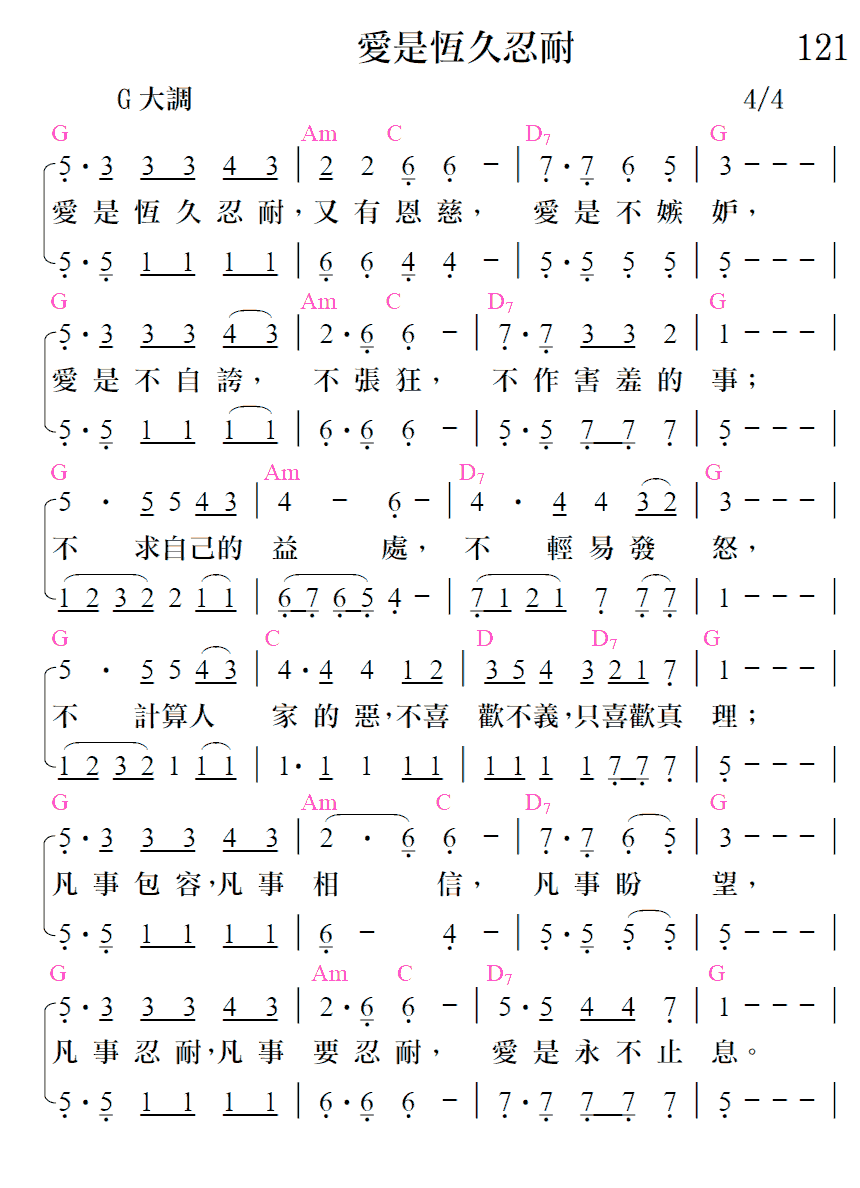 愛是恆久忍耐 121
G 大調 4/4
G Am C D7 G
5·3 3 3 4 3 | 2 2 6 6 - | 7·7 6 5 | 3 - - - |
愛是恆久忍耐,又有恩慈, 愛是不嫉妒,
5·5 1 1 1 1 | 6 6 4 4 - | 5·5 5 5 | 5 - - - |
G Am C D7 G
5·3 3 3 4 3 | 2·6 6 - | 7·7 3 3 2 | 1 - - - |
愛是不自誇, 不張狂, 不作害羞的事;
5·5 1 1 1 1 | 6·6 6 - | 5·5 7 7 7 | 5 - - - |
G Am D7 G
5 · 5 5 4 3 | 4 - 6 - | 4 · 4 4 3 2 | 3 - - - |
不 求自己的 益 處, 不 輕易發 怒,
1 2 3 2 2 1 1 | 6 7 6 5 4 - | 7 1 2 1 7 7 7 | 1 - - - |
G C D D7 G
5 · 5 5 4 3 | 4·4 4 1 2 | 3 5 4 3 2 1 7 | 1 - - - |
不 計算人 家的惡,不喜 歡不義,只喜歡真 理;
1 2 3 2 1 1 1 | 1·1 1 1 1 | 1 1 1 1 7 7 7 | 5 - - - |
G Am C D7 G
5·3 3 3 4 3 | 2 · 6 6 - | 7·7 6 5 | 3 - - - |
凡事包容,凡事 相 信, 凡事盼 望,
5·5 1 1 1 1 | 6 - 4 - | 5·5 5 5 | 5 - - - |
G Am C D7 G
5·3 3 3 4 3 | 2·6 6 - | 5·5 4 4 7 | 1 - - - |
凡事忍耐,凡事 要忍耐, 愛是永不止 息。
5·5 1 1 1 1 | 6·6 6 - | 7·7 7 7 7 | 5 - - - |